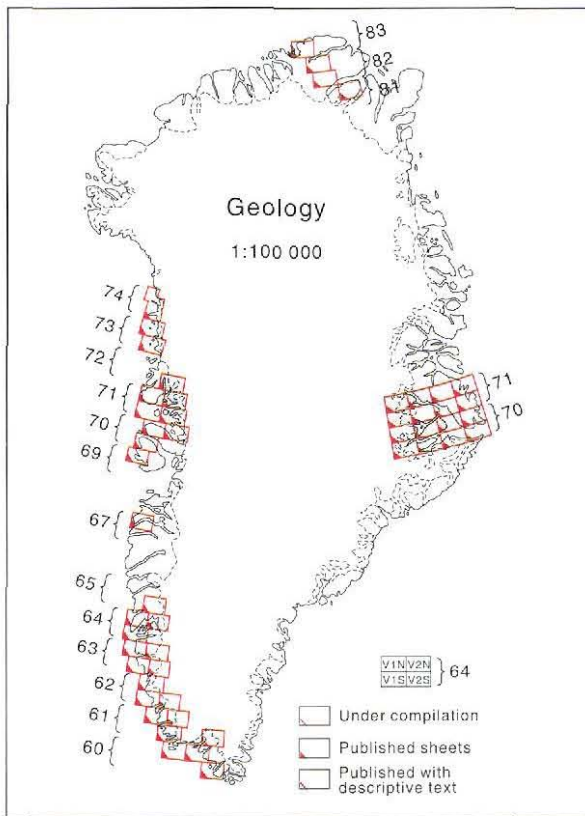 83
82
81
Geology
1:100 000
74
73
72
71
70
69
67
65
64
63
62
61
60
71
70
V1N V2N
V1S V2S
64
Under compilation
Published sheets
Published with
descriptive text